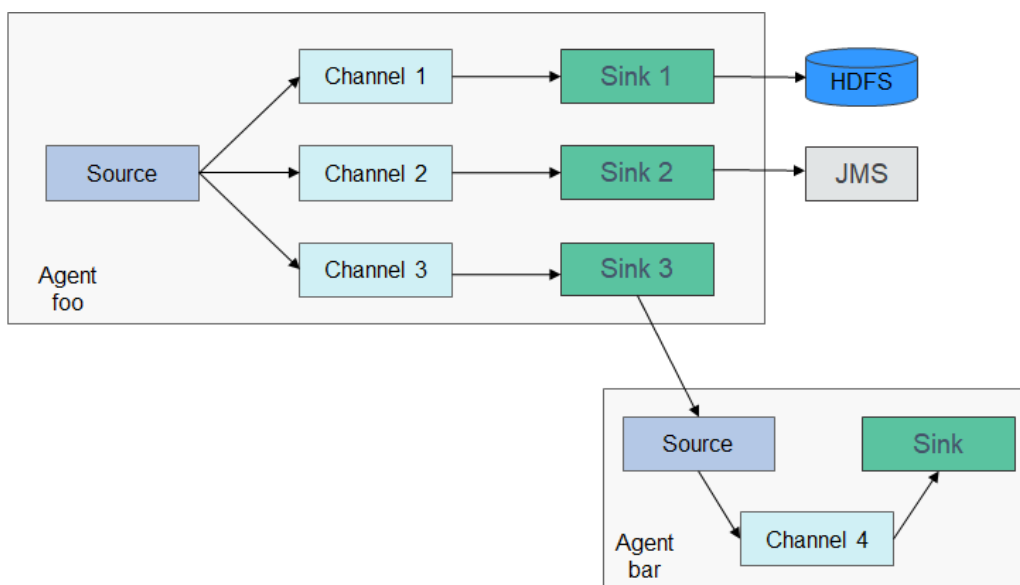 Channel 1
Sink 1
HDFS
Source
Channel 2
Sink 2
JMS
Channel 3
Sink 3
Agent
foo
Source
Sink
Channel 4
Agent
bar